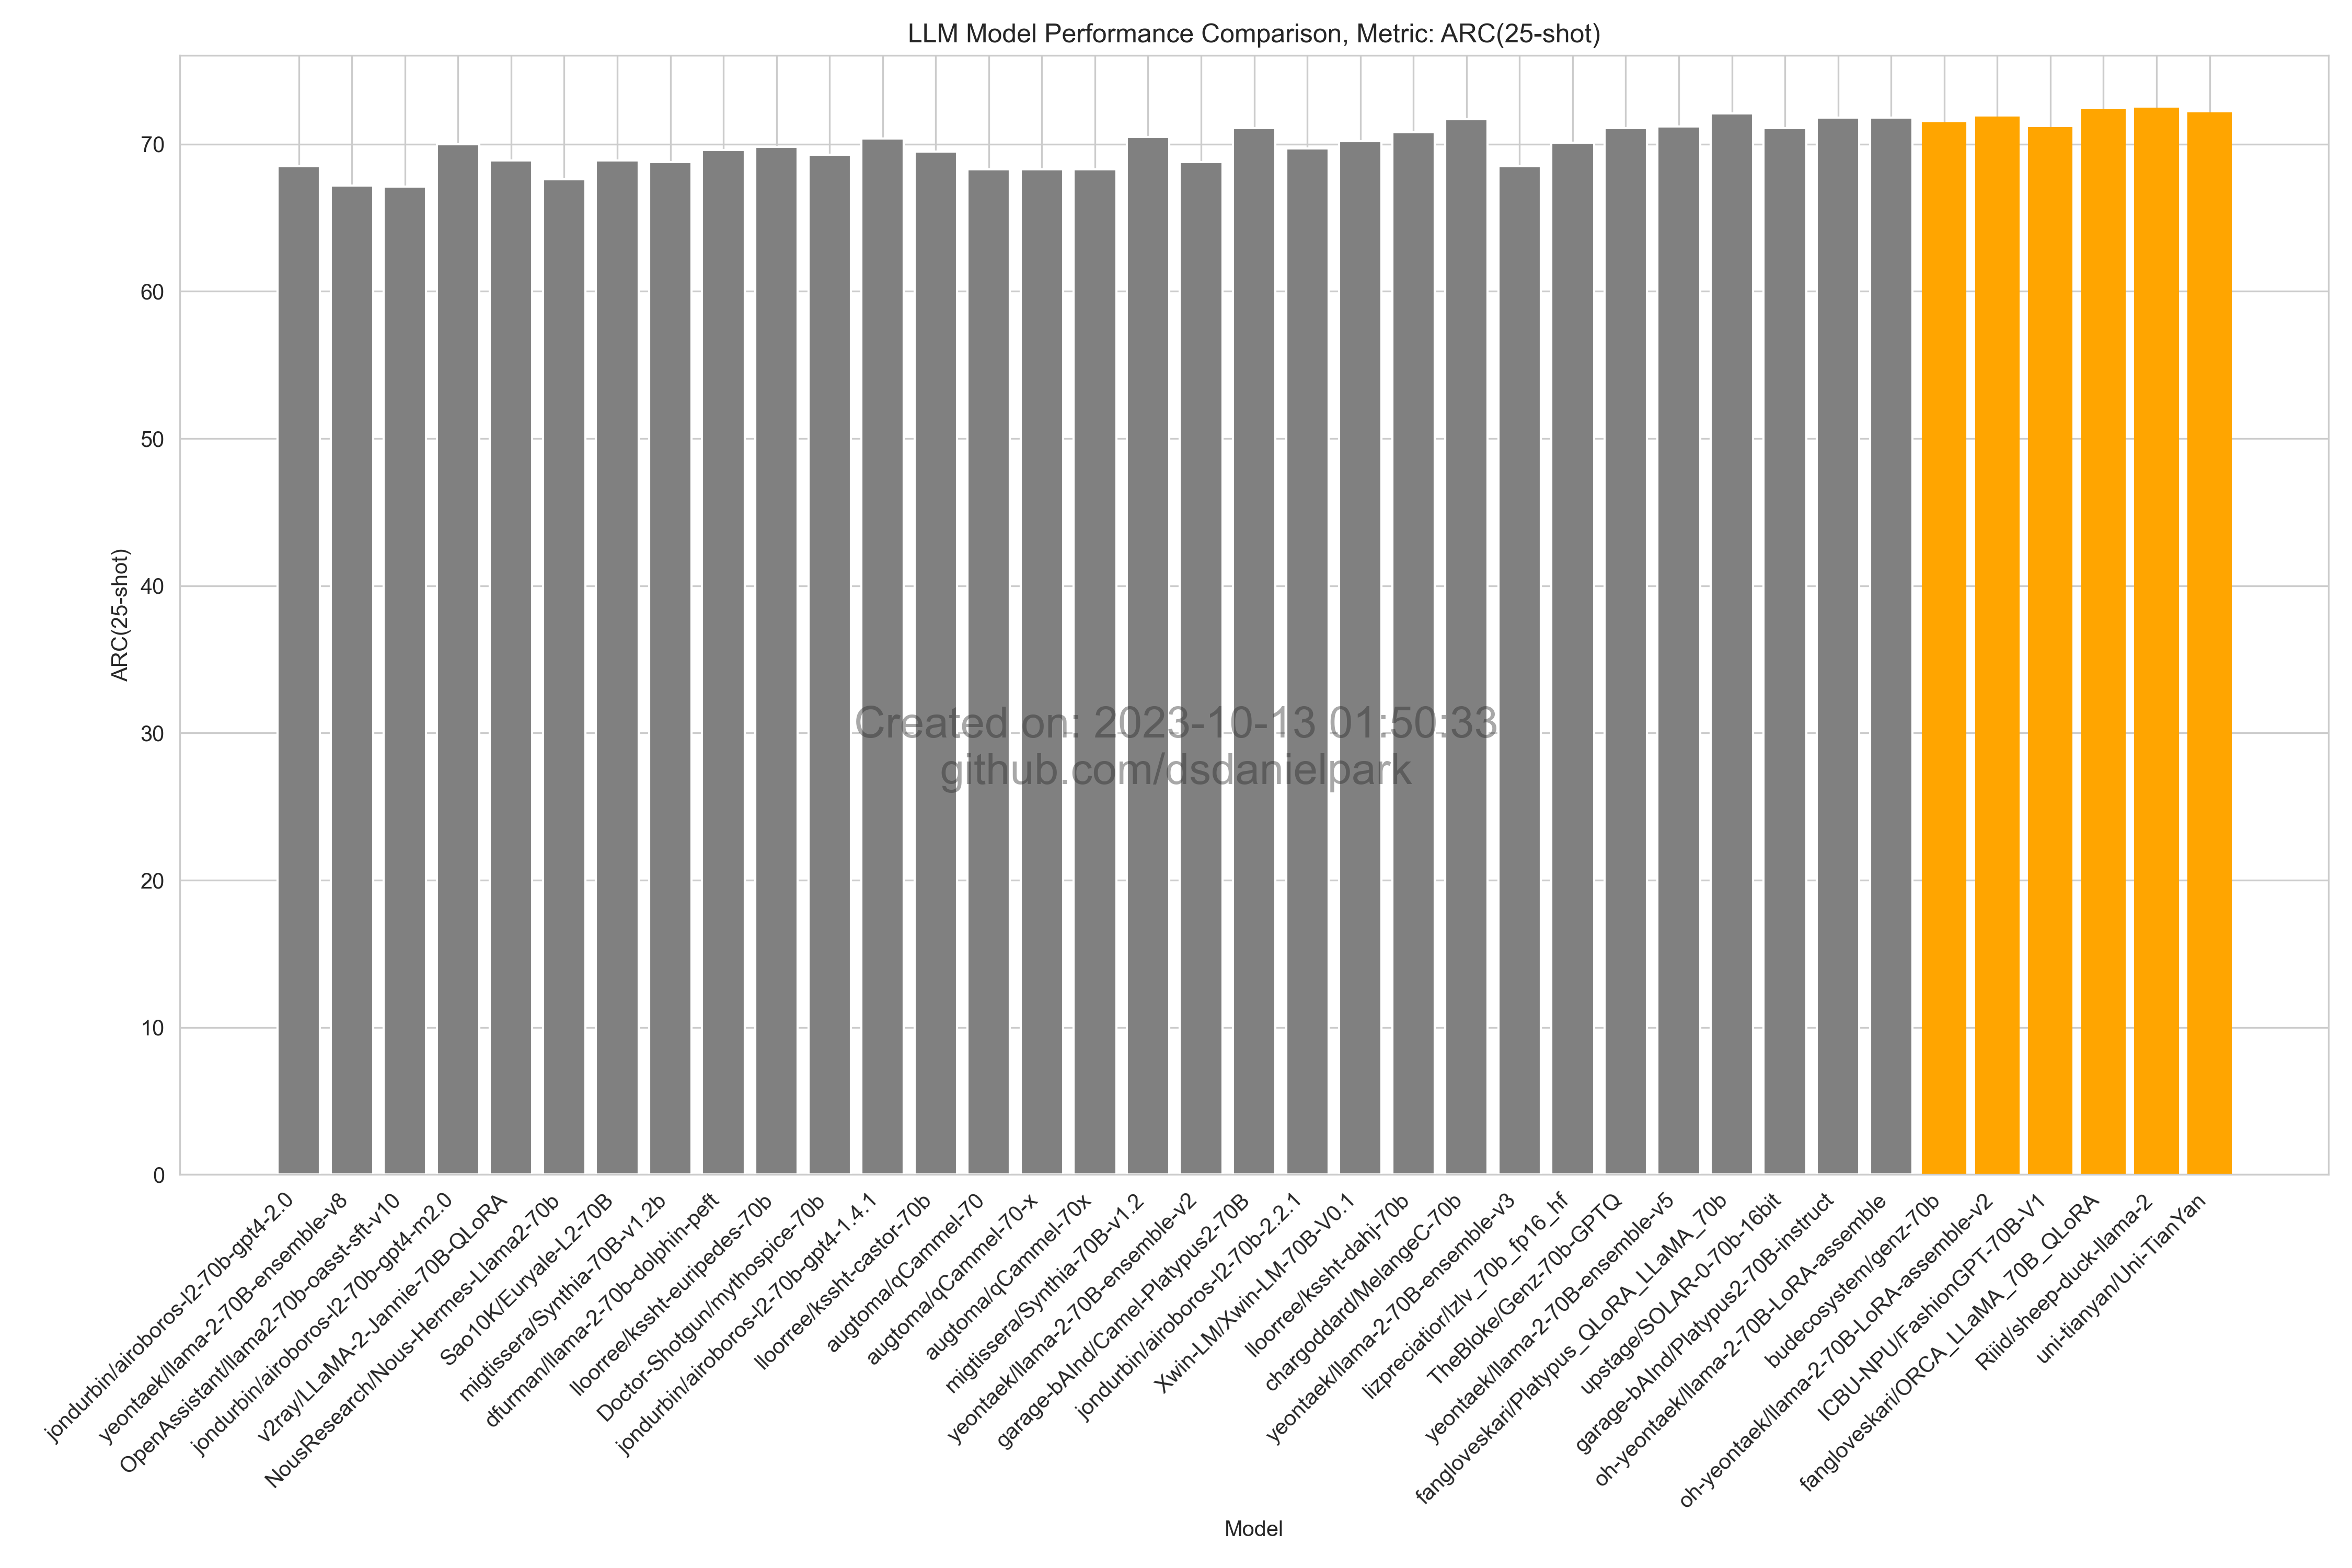 LLM Model Performance Comparison, Metric: ARC(25-shot)
ARC(25-shot)
70
60
50
40
30
20
10
0
Created on: 2023-10-13 01:50:33
github.com/dsdanielpark
jondurbin/airoboros-l2-70b-gpt4-2.0
yeontaek/llama-2-70B-ensemble-v8
OpenAssistant/llama2-70b-oasst-sft-v10
jondurbin/airoboros-l2-70b-gpt4-m2.0
v2ray/LLaMA-2-Jannie-70B-QLoRA
NousResearch/Nous-Hermes-Llama2-70b
Sao10K/Euryale-L2-70B
migtissera/Synthia-70B-v1.2b
dfurman/llama-2-70b-dolphin-peft
lloorree/kssht-euripedes-70b
Doctor-Shotgun/mythospice-70b
jondurbin/airoboros-l2-70b-gpt4-1.4.1
lloorree/kssht-castor-70b
augtoma/qCammel-70
augtoma/qCammel-70-x
augtoma/qCammel-70x
migtissera/Synthia-70B-v1.2
yeontaek/llama-2-70B-ensemble-v2
garage-bAInd/Camel-Platypus2-70B
jondurbin/airoboros-l2-70b-2.2.1
Xwin-LM/Xwin-LM-70B-V0.1
lloorree/kssht-dahj-70b
chargoddard/MelangeC-70b
yeontaek/llama-2-70B-ensemble-v3
lizpreciatior/lzlv_70b_fp16_hf
TheBloke/Genz-70b-GPTQ
yeontaek/llama-2-70B-ensemble-v5
fangloveskari/Platypus_QLoRA_LLaMA_70b
upstage/SOLAR-0-70b-16bit
garage-bAInd/Platypus2-70B-instruct
oh-yeontaek/llama-2-70B-LoRA-assemble
budecosystem/genz-70b
oh-yeontaek/llama-2-70B-LoRA-assemble-v2
ICBU-NPU/FashionGPT-70B-V1
fangloveskari/ORCA_LLaMA_70B_QLoRA
Riiid/sheep-duck-llama-2
uni-tianyan/Uni-TianYan
Model